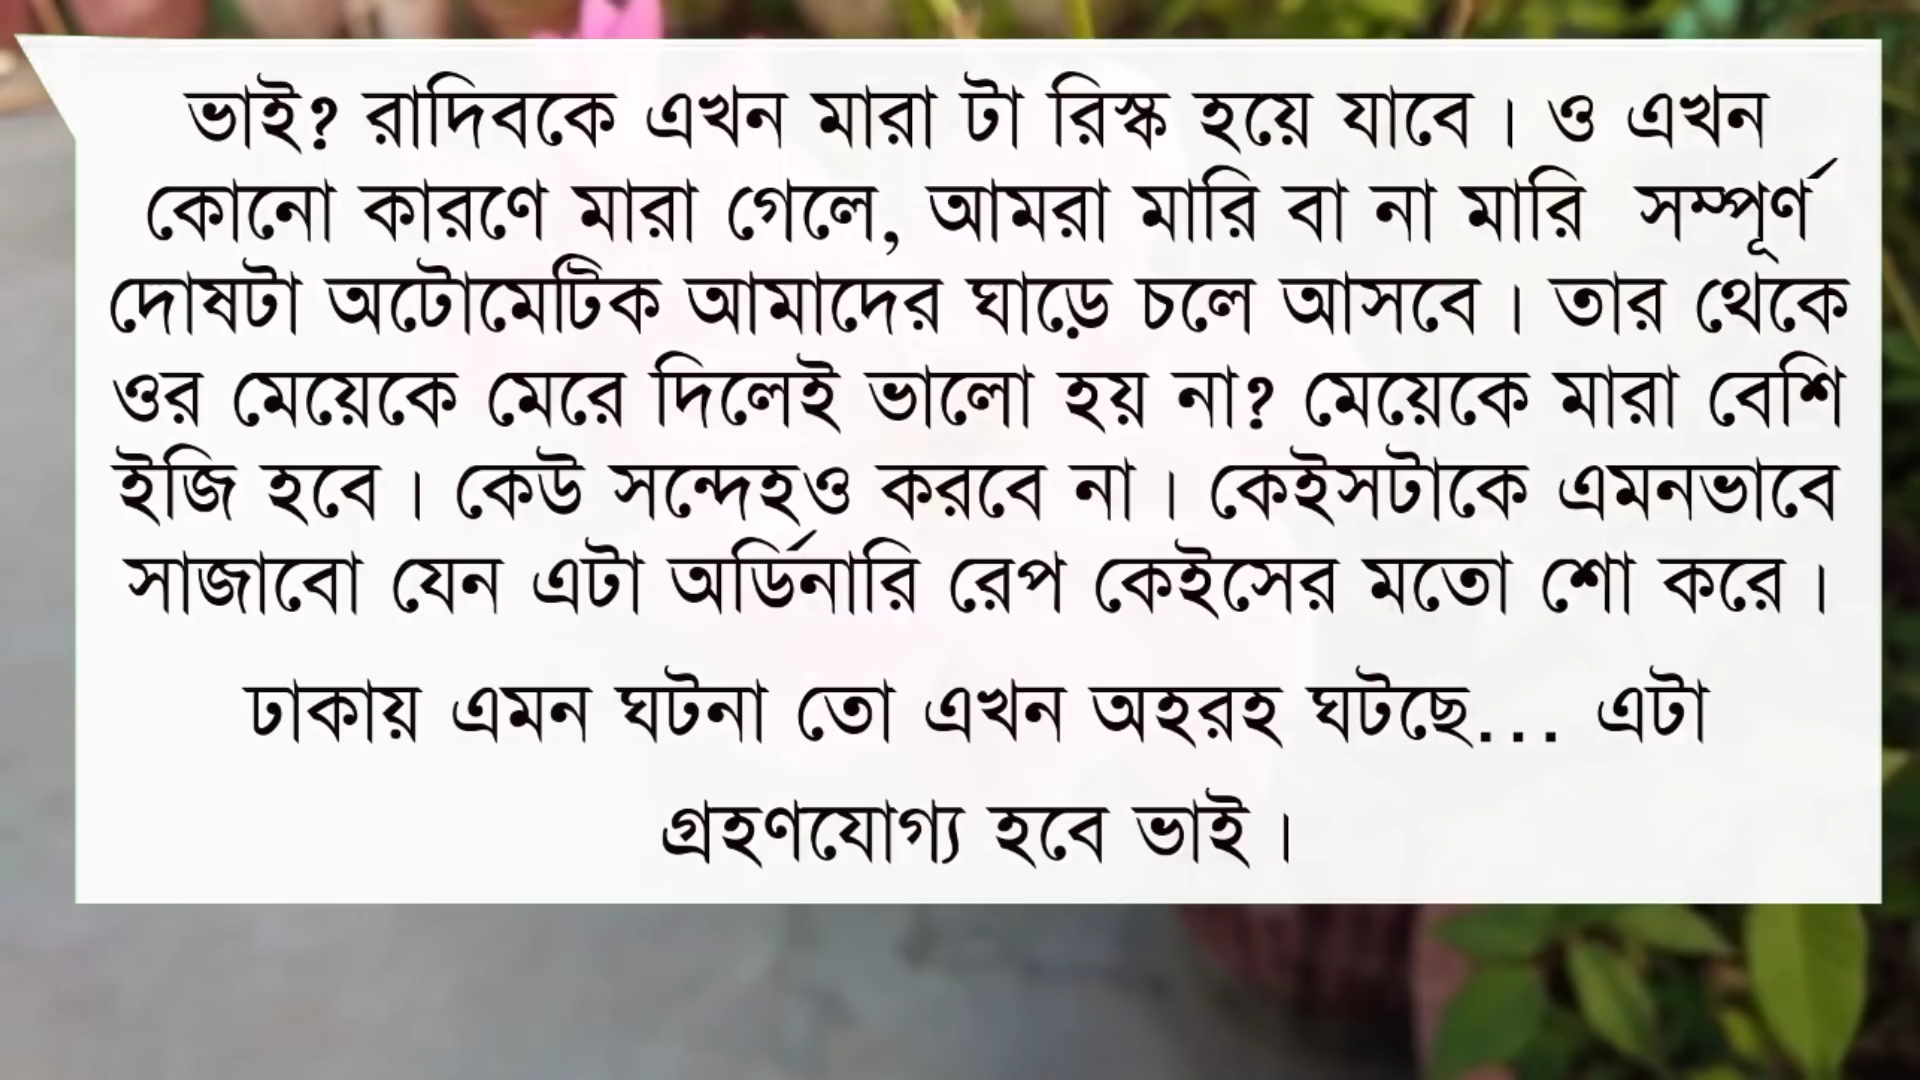 ভাই? রাদিবকে এখন মারা টা রিস্ক হয়ে যাবে। ও এখন
কোনো কারণে মারা গেলে, আমরা মারি বা না মারি সম্পূর্ণ
দোষটা অটোমেটিক আমাদের ঘাড়ে চলে আসবে। তার থেকে
ওর মেয়েকে মেরে দিলেই ভালো হয় না? মেয়েকে মারা বেশি
ইজি হবে। কেউ সন্দেহও করবে না। কেইসটাকে এমনভাবে
সাজাবো যেন এটা অর্ডিনারি রেপ কেইসের মতো শো করে।
ঢাকায় এমন ঘটনা তো এখন অহরহ ঘটছে... এটা
গ্রহণযোগ্য হবে ভাই।